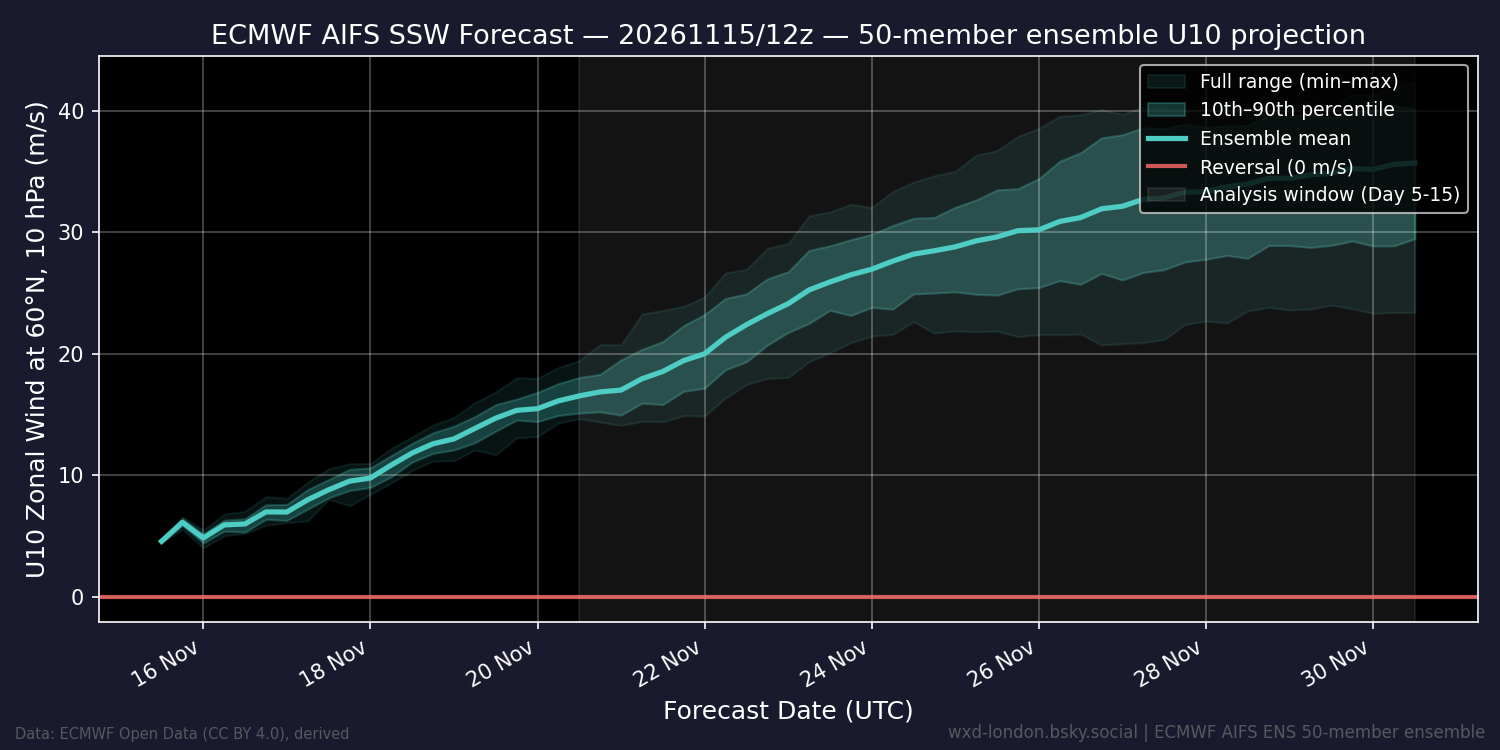 ECMWF AIFS SSW Forecast — 20261115/12z — 50-member ensemble U10 projection
U10 Zonal Wind at 60°N, 10 hPa (m/s)
40
30
20
10
0
Full range (min–max)
10th–90th percentile
Ensemble mean
Reversal (0 m/s)
Analysis window (Day 5-15)
16 Nov
18 Nov
20 Nov
22 Nov
24 Nov
26 Nov
28 Nov
30 Nov
Forecast Date (UTC)
Data: ECMWF Open Data (CC BY 4.0), derived
wxd-london.bsky.social | ECMWF AIFS ENS 50-member ensemble